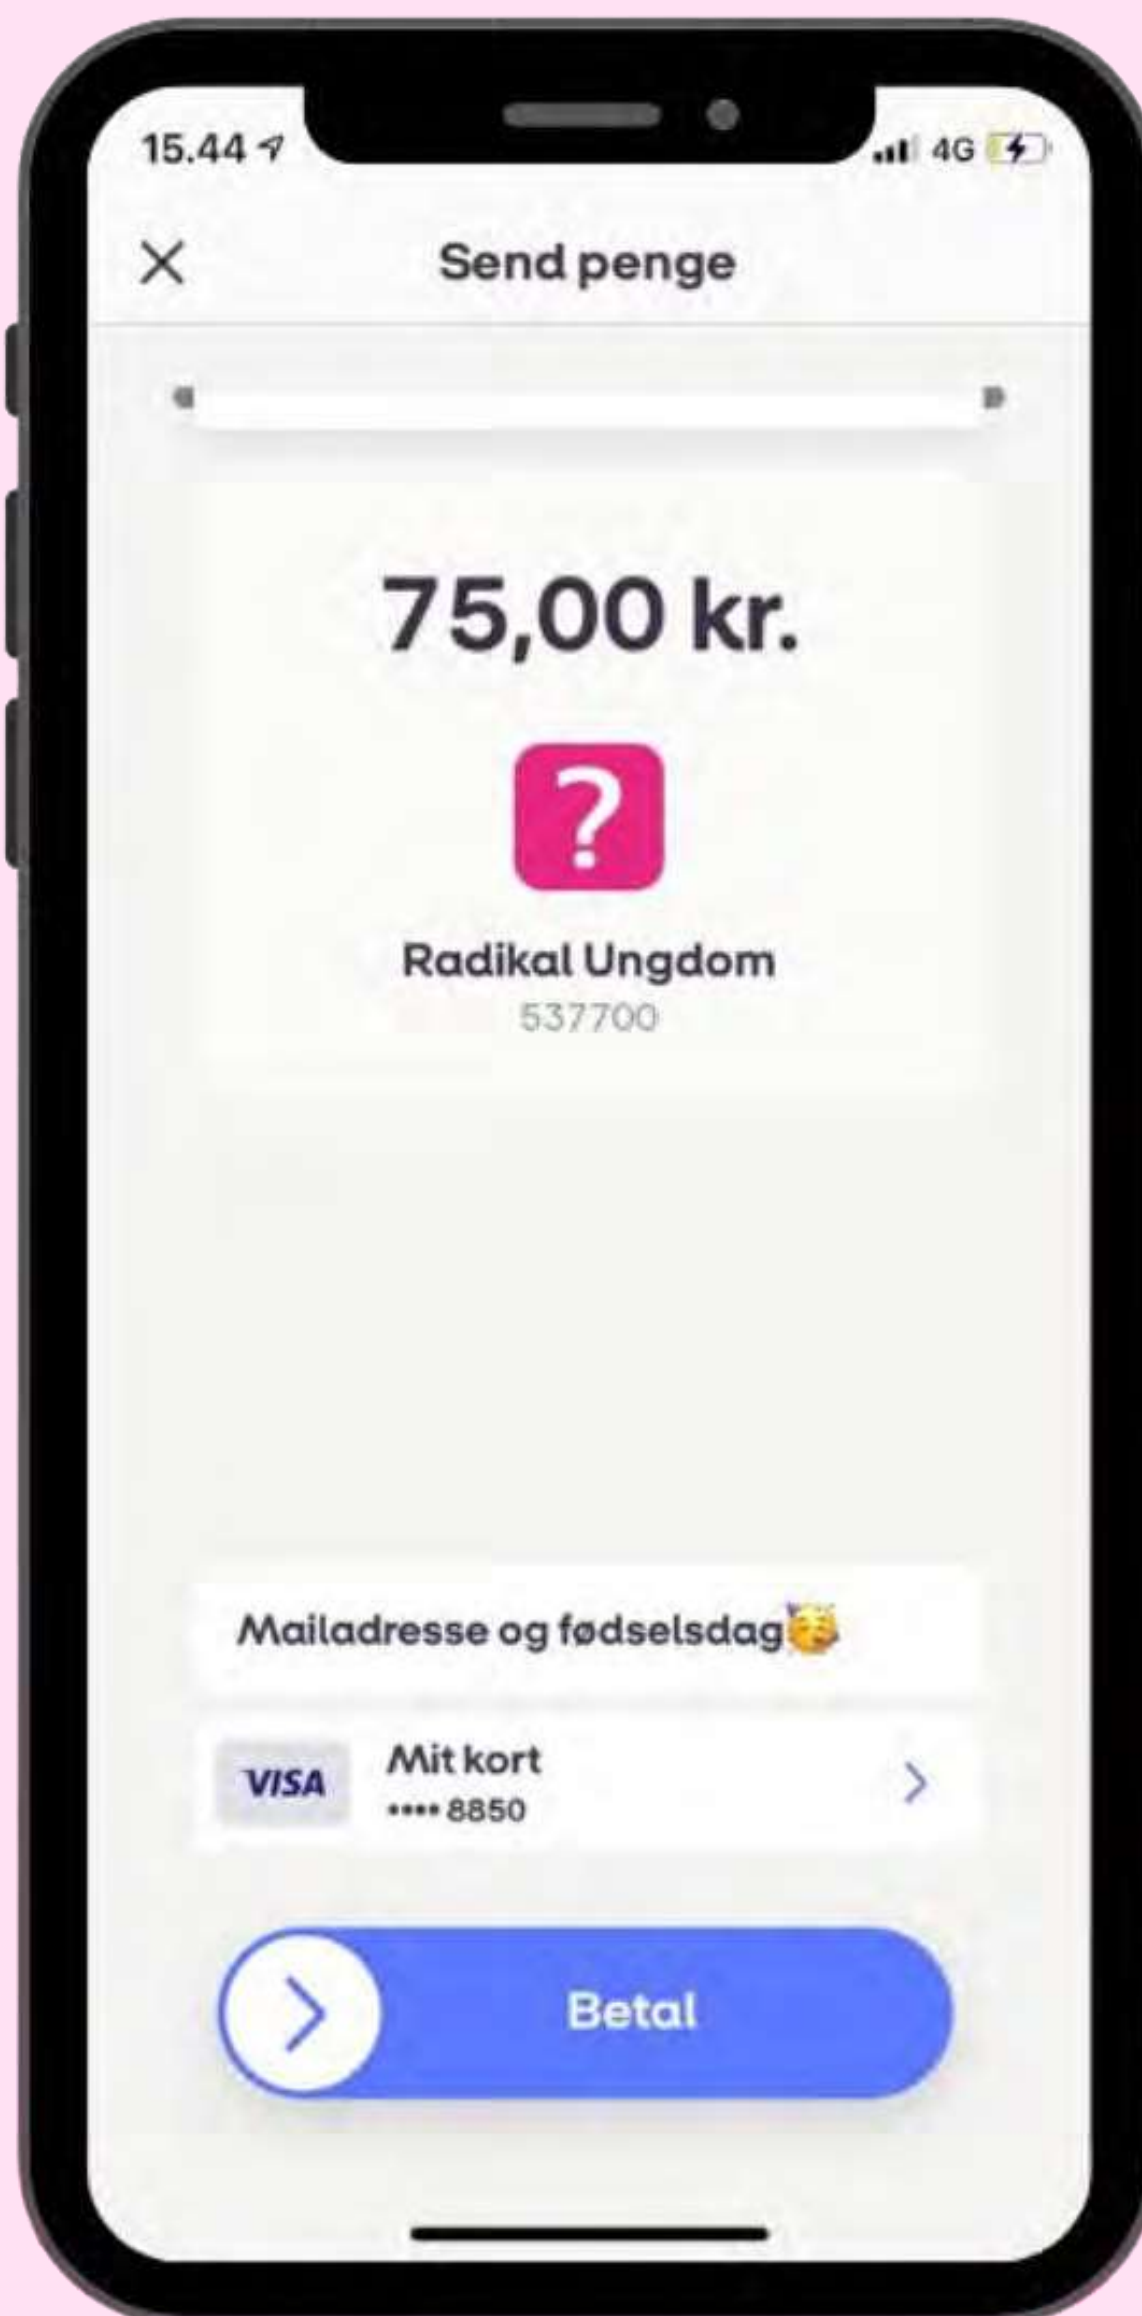 15.44
4G
Send penge
75,00 kr.
?
Radikal Ungdom
537700
Mailadresse og fødselsdag🥳
VISA
Mit kort
•••• 8850
Betal